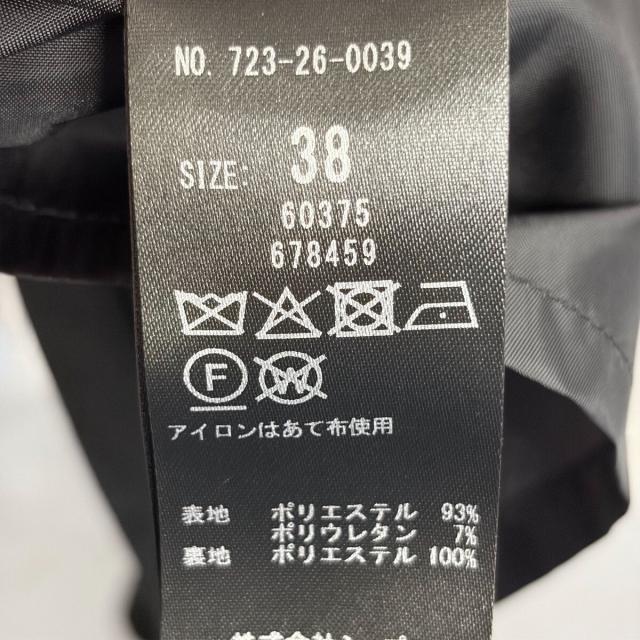 NO. 723-26-0039
SIZE: 38
60375
678459
F W
アイロンはあて布使用
表地 ポリエステル 93%
ポリウレタン 7%
裏地 ポリエステル 100%